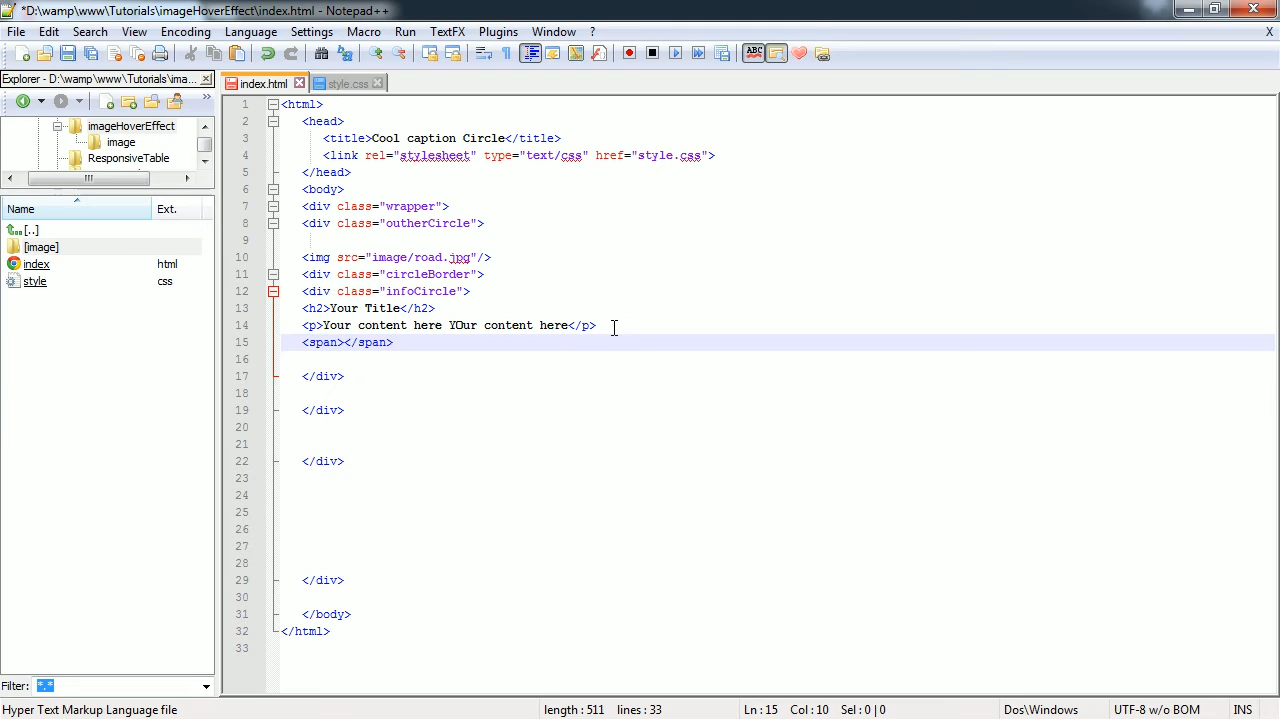 *D:\wamp\www\Tutorials\imageHoverEffect\index.html - Notepad++
File Edit Search View Encoding Language Settings Macro Run TextFX Plugins Window ? X
ABC
Explorer - D:\wamp\www\Tutorials\ima...
index.html style.css
imageHoverEffect
image
ResponsiveTable
Name Ext.
[..]
[image]
index html
style css
Filter: *.*
1 <html>
2 <head>
3 <title>Cool caption Circle</title>
4 <link rel="stylesheet" type="text/css" href="style.css">
5 </head>
6 <body>
7 <div class="wrapper">
8 <div class="outherCircle">
9
10 <img src="image/road.jpg"/>
11 <div class="circleBorder">
12 <div class="infoCircle">
13 <h2>Your Title</h2>
14 <p>Your content here YOur content here</p>
15 <span></span>
16
17 </div>
18
19 </div>
20
21
22 </div>
23
24
25
26
27
28
29 </div>
30
31 </body>
32 </html>
33
Hyper Text Markup Language file length : 511 lines : 33 Ln : 15 Col : 10 Sel : 0 | 0 Dos\Windows UTF-8 w/o BOM INS